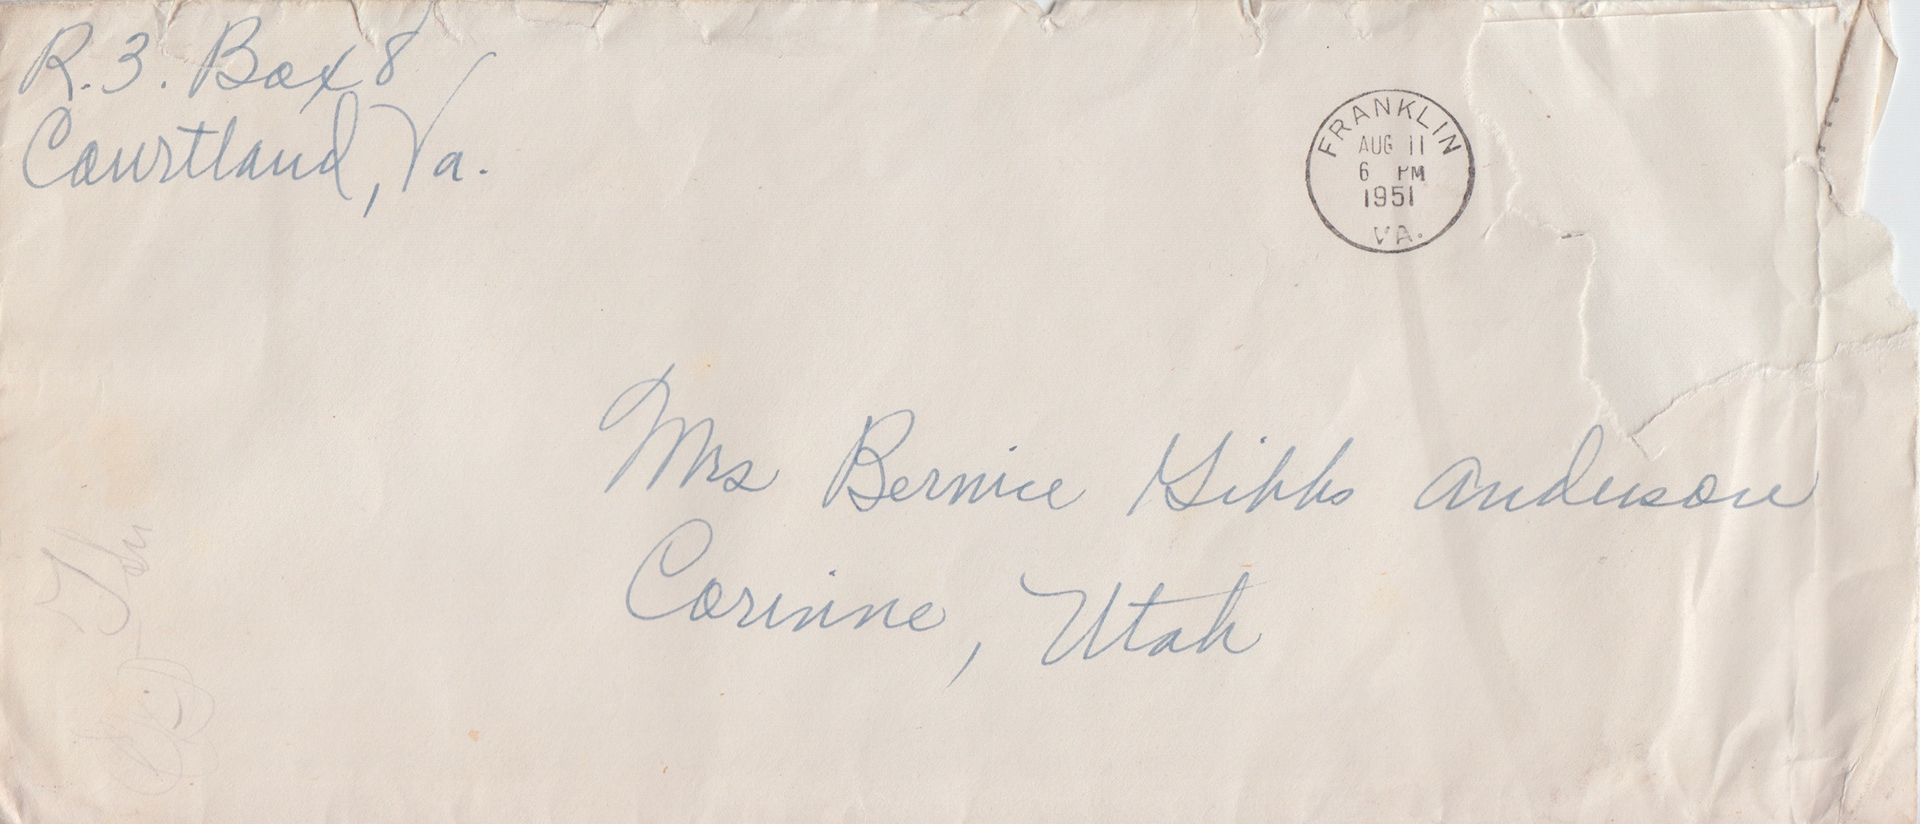 R. 3. Box 8
Courtland, Va.
FRANKLIN
AUG 11
6 PM
1951
VA.
Mrs Bernice Gibbs Anderson
Corinne, Utah